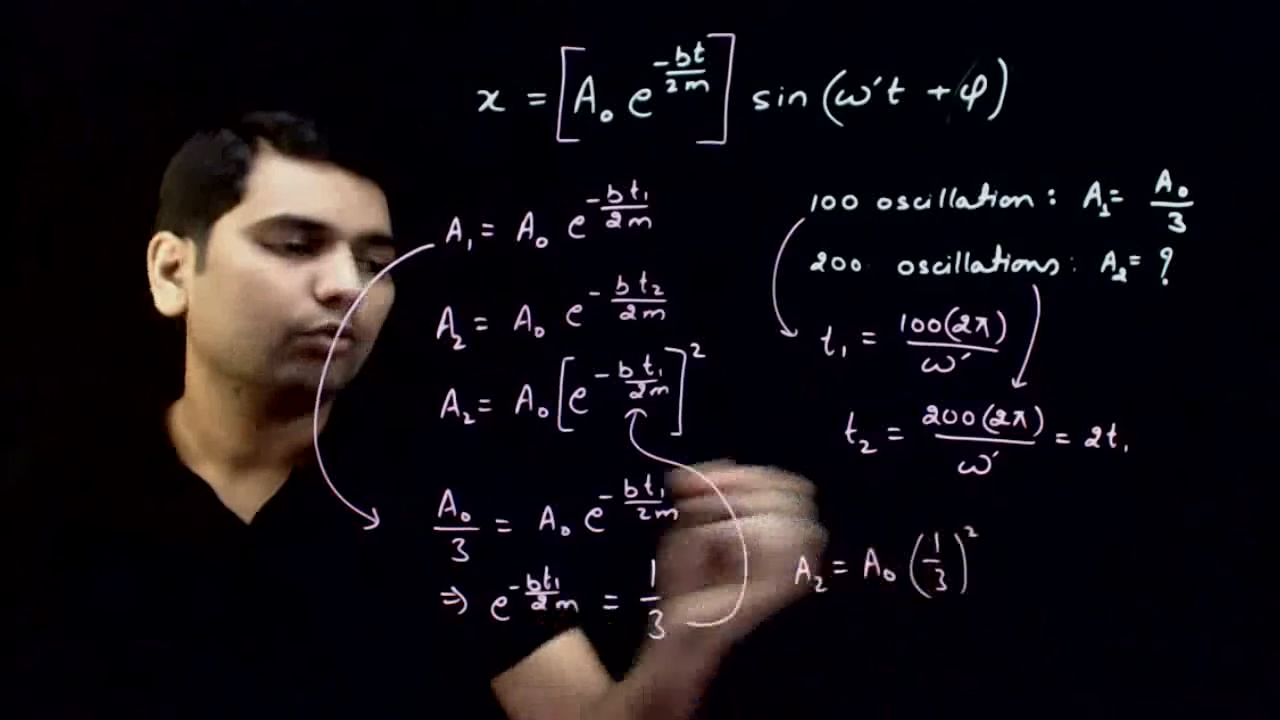 x = [A₀ e^(-bt/2m)] sin (ω't + φ)
A₁ = A₀ e^(-bt₁/2m)
A₂ = A₀ e^(-bt₂/2m)
A₂ = A₀ [e^(-bt₁/2m)]²
A₀/3 = A₀ e^(-bt₁/2m)
⇒ e^(-bt₁/2m) = 1/3
100 oscillation : A₁ = A₀/3
200 oscillations : A₂ = ?
t₁ = 100(2π)/ω'
t₂ = 200(2π)/ω' = 2t₁
A₂ = A₀ (1/3)²